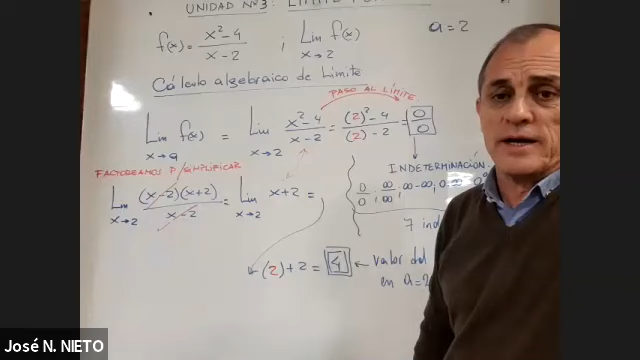 UNIDAD Nº3: LIMITE
f(x) = x²-4 / x-2 ; Lim x→2 f(x) a = 2
Cálculo algebraico de Límite
PASO AL LÍMITE
Lim x→a f(x) = Lim x→2 x²-4 / x-2 = (2)²-4 / (2)-2 = 0/0
FACTOREAMOS P/SIMPLIFICAR
INDETERMINACIÓN
Lim x→2 (x-2)(x+2) / x-2 = Lim x→2 x+2 =
0/0 ; ∞/∞ ; ∞-∞ ; 0·∞
7
(2)+2 = 4 ← valor del
en a=2
José N. NIETO